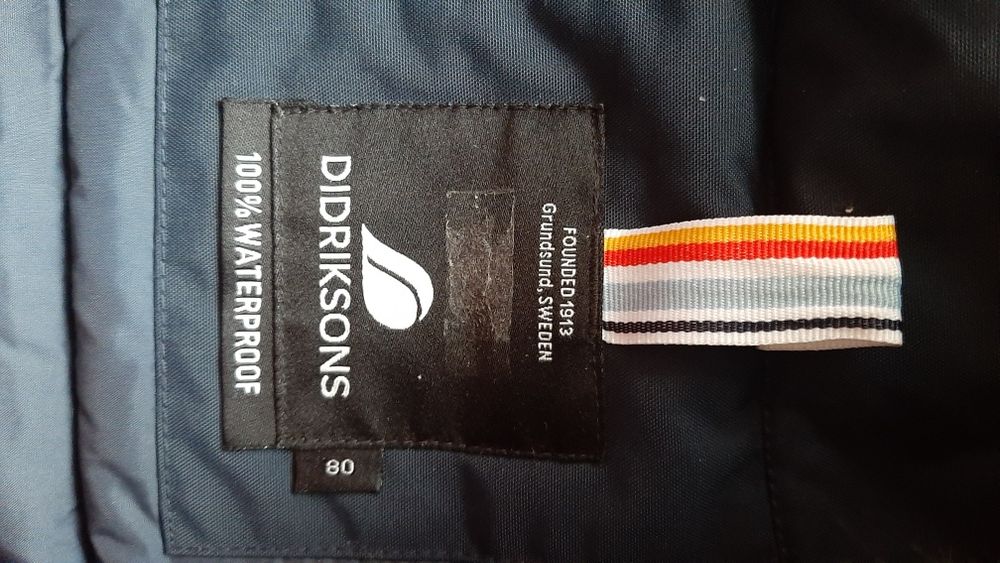 FOUNDED 1913
Grundsund, SWEDEN
DIDRIKSONS
100% WATERPROOF
80